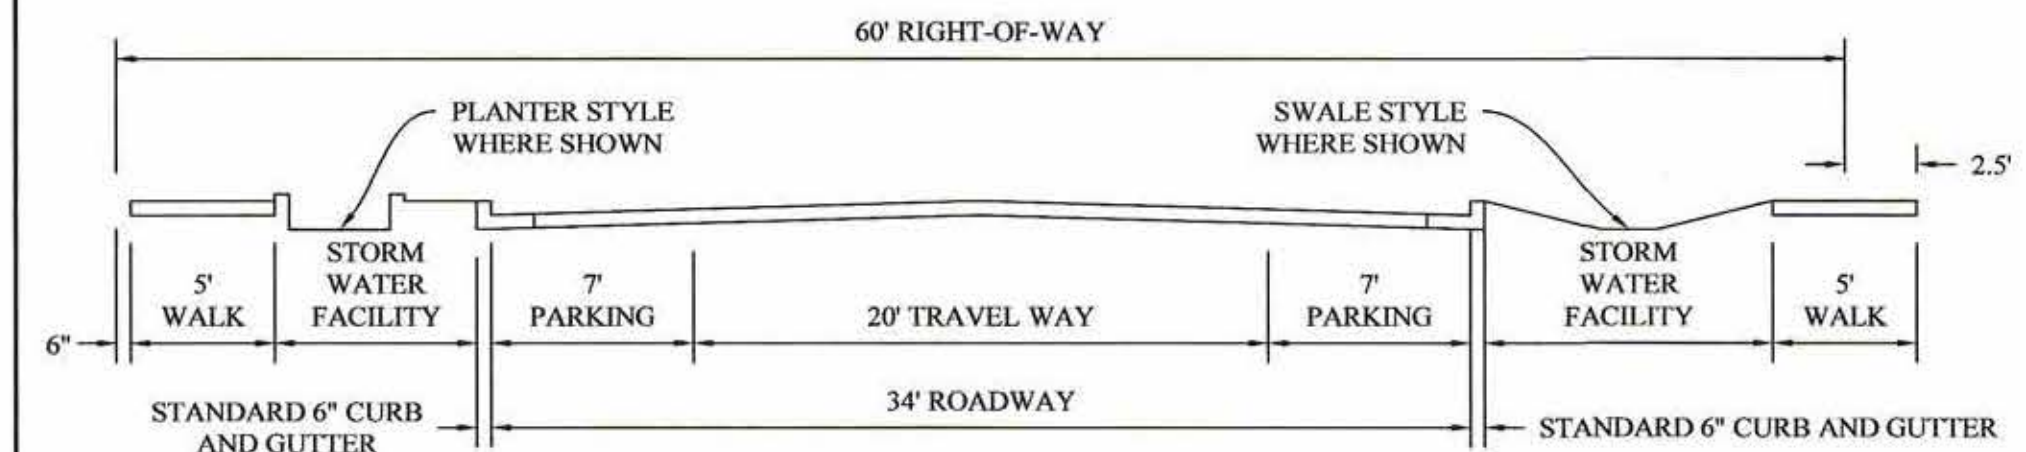 60' RIGHT-OF-WAY
PLANTER STYLE
WHERE SHOWN
SWALE STYLE
WHERE SHOWN
2.5'
STORM
WATER
FACILITY
5'
WALK
7'
PARKING
20' TRAVEL WAY
7'
PARKING
STORM
WATER
FACILITY
5'
WALK
6"
34' ROADWAY
STANDARD 6" CURB
AND GUTTER
STANDARD 6" CURB AND GUTTER